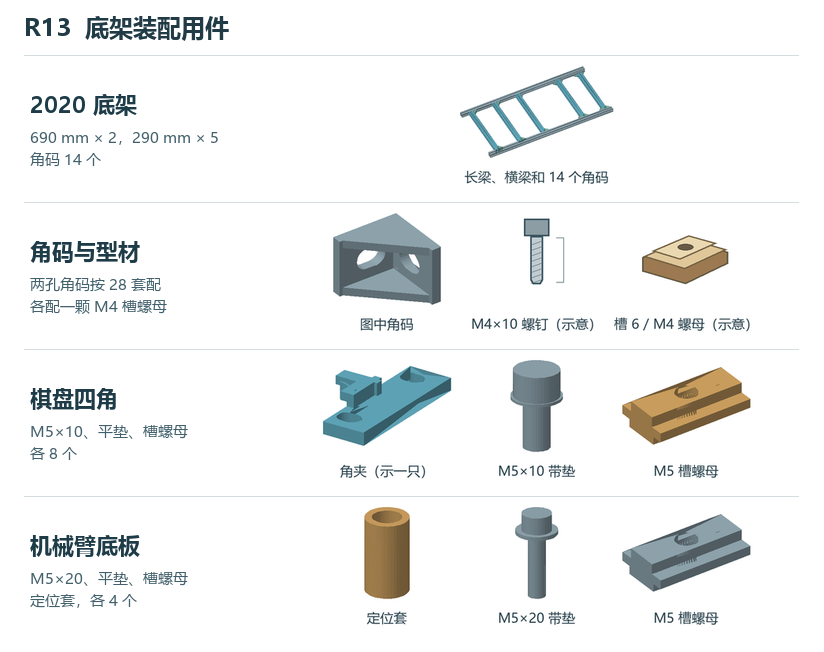 R13 底架装配用件
2020 底架
690 mm × 2，290 mm × 5
角码 14 个
长梁、横梁和 14 个角码
角码与型材
两孔角码按 28 套配
各配一颗 M4 槽螺母
图中角码
M4×10 螺钉（示意）
槽 6 / M4 螺母（示意）
棋盘四角
M5×10、平垫、槽螺母
各 8 个
角夹（示一只）
M5×10 带垫
M5 槽螺母
机械臂底板
M5×20、平垫、槽螺母
定位套，各 4 个
定位套
M5×20 带垫
M5 槽螺母